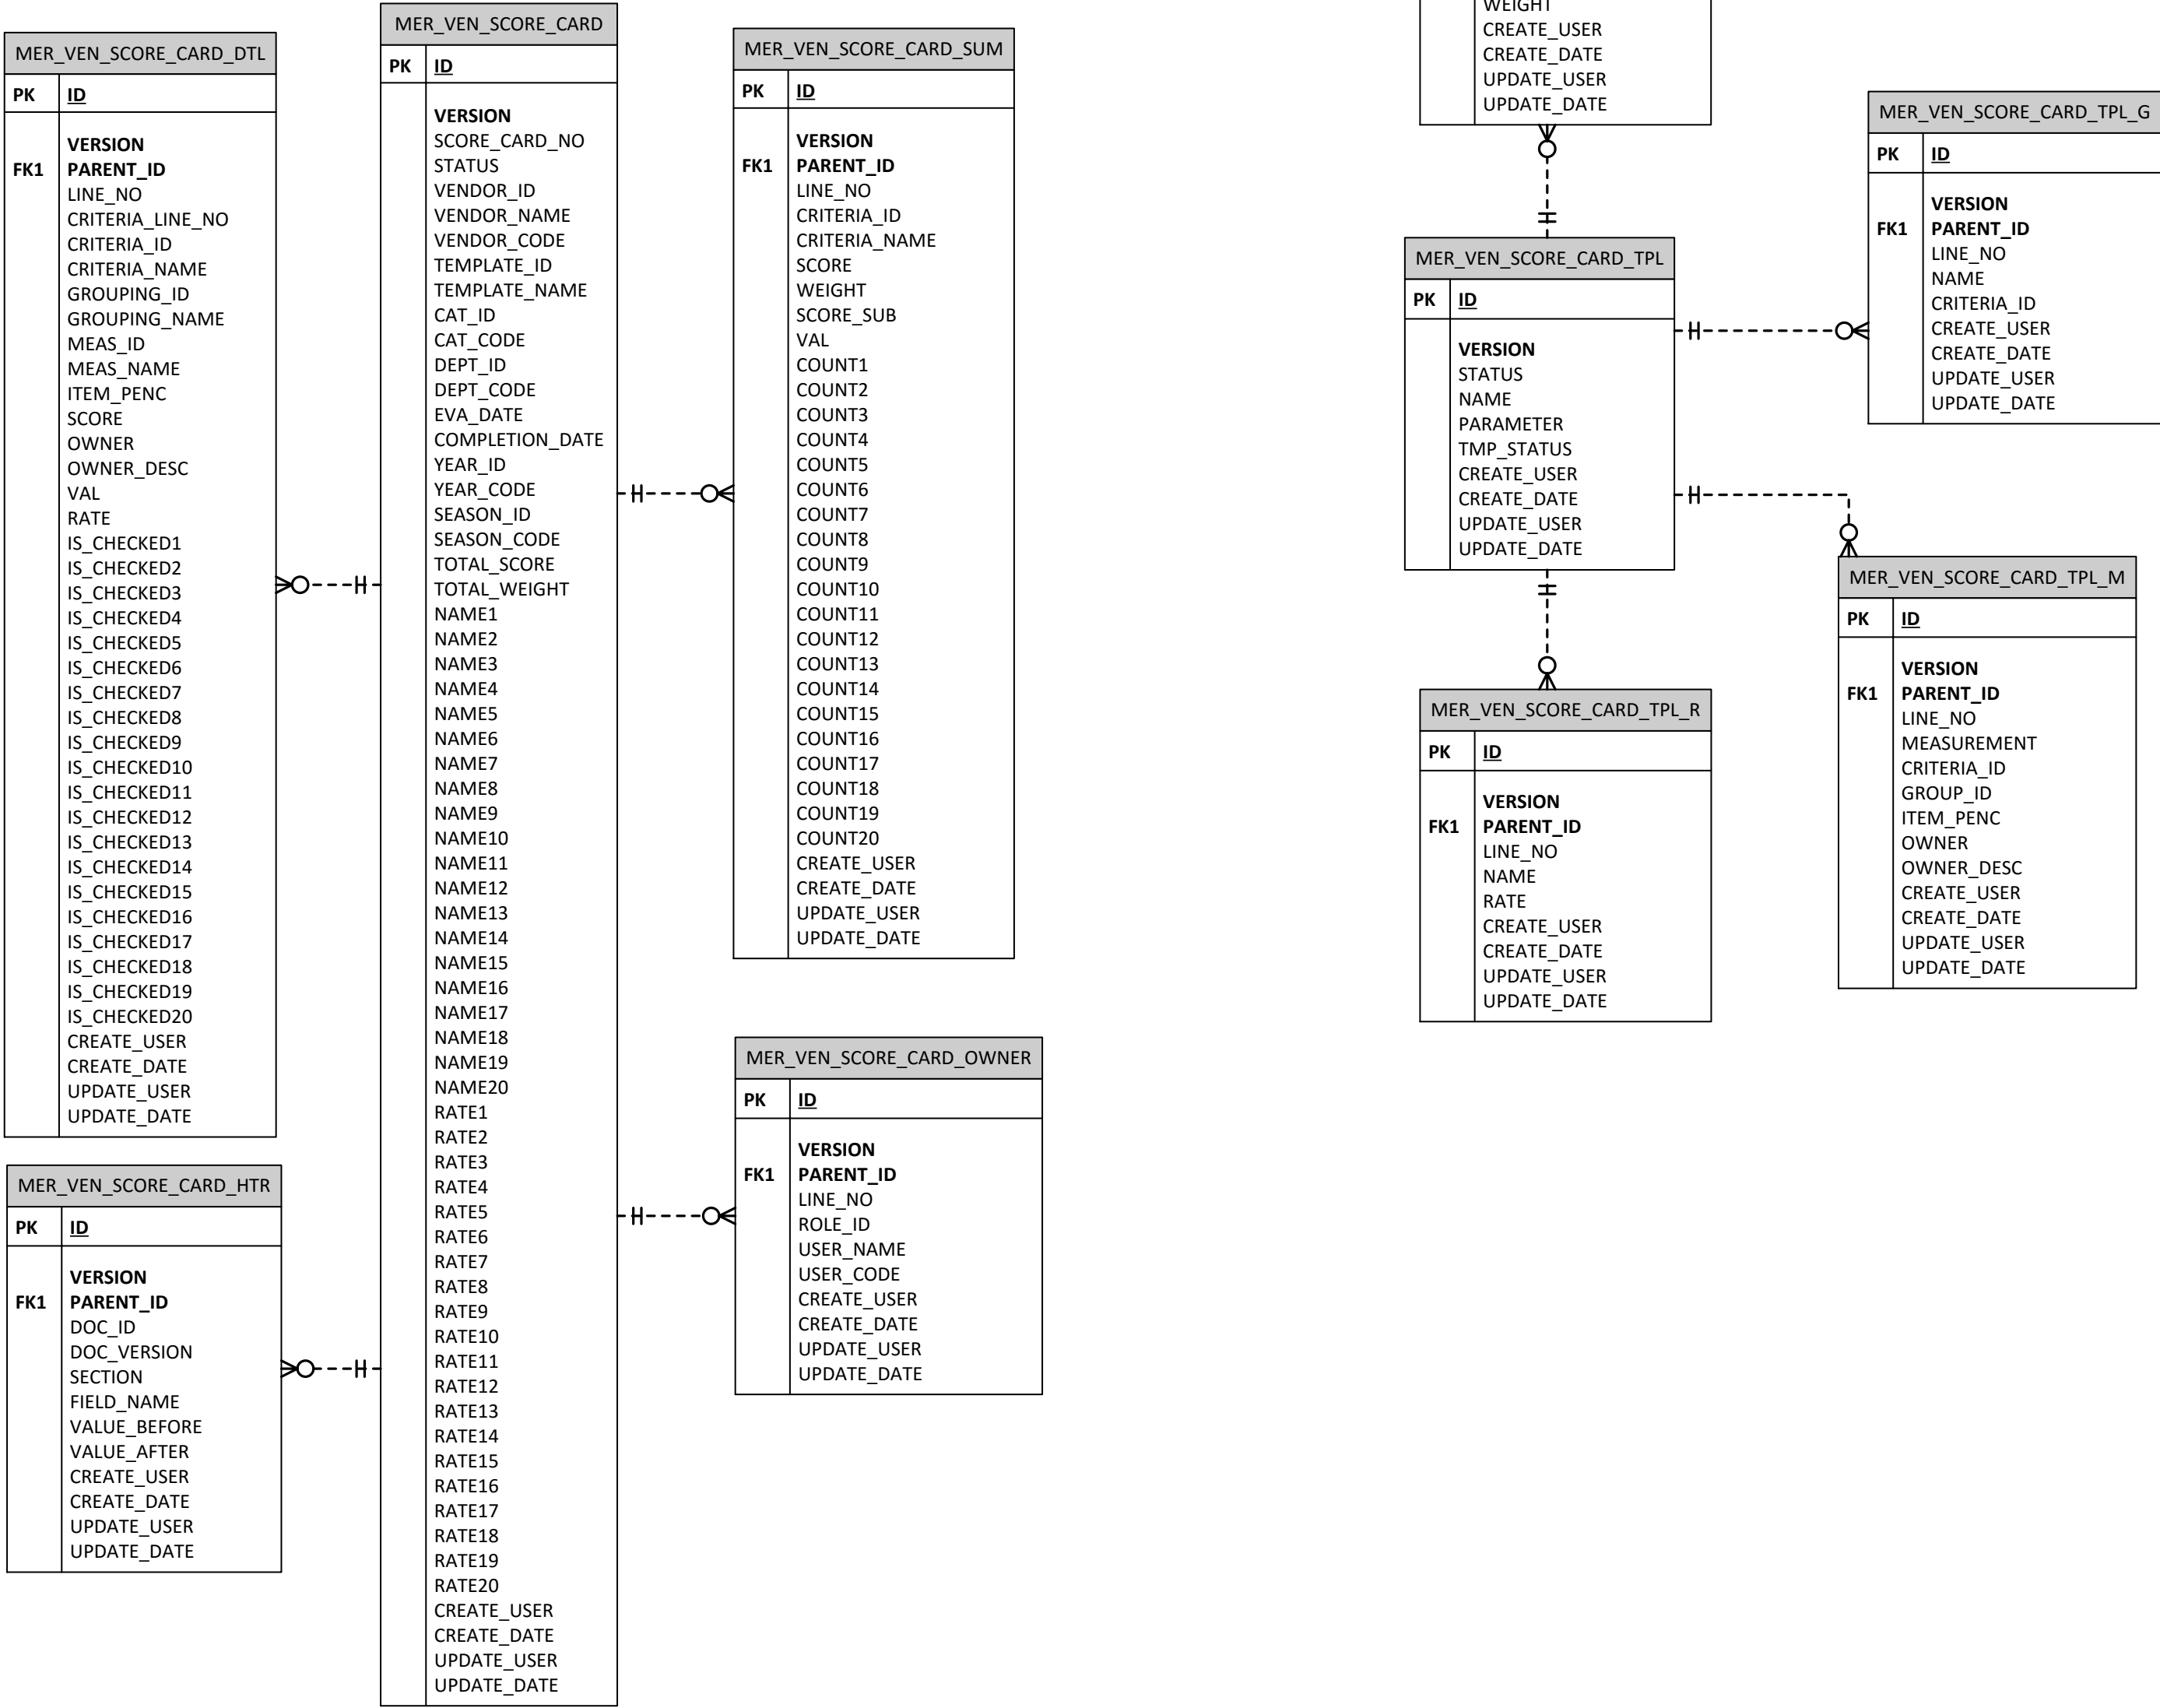 MER_VEN_SCORE_CARD_DTL
PK ID
VERSION
FK1 PARENT_ID
LINE_NO
CRITERIA_LINE_NO
CRITERIA_ID
CRITERIA_NAME
GROUPING_ID
GROUPING_NAME
MEAS_ID
MEAS_NAME
ITEM_PENC
SCORE
OWNER
OWNER_DESC
VAL
RATE
IS_CHECKED1
IS_CHECKED2
IS_CHECKED3
IS_CHECKED4
IS_CHECKED5
IS_CHECKED6
IS_CHECKED7
IS_CHECKED8
IS_CHECKED9
IS_CHECKED10
IS_CHECKED11
IS_CHECKED12
IS_CHECKED13
IS_CHECKED14
IS_CHECKED15
IS_CHECKED16
IS_CHECKED17
IS_CHECKED18
IS_CHECKED19
IS_CHECKED20
CREATE_USER
CREATE_DATE
UPDATE_USER
UPDATE_DATE
MER_VEN_SCORE_CARD_HTR
PK ID
VERSION
FK1 PARENT_ID
DOC_ID
DOC_VERSION
SECTION
FIELD_NAME
VALUE_BEFORE
VALUE_AFTER
CREATE_USER
CREATE_DATE
UPDATE_USER
UPDATE_DATE
MER_VEN_SCORE_CARD
PK ID
VERSION
SCORE_CARD_NO
STATUS
VENDOR_ID
VENDOR_NAME
VENDOR_CODE
TEMPLATE_ID
TEMPLATE_NAME
CAT_ID
CAT_CODE
DEPT_ID
DEPT_CODE
EVA_DATE
COMPLETION_DATE
YEAR_ID
YEAR_CODE
SEASON_ID
SEASON_CODE
TOTAL_SCORE
TOTAL_WEIGHT
NAME1
NAME2
NAME3
NAME4
NAME5
NAME6
NAME7
NAME8
NAME9
NAME10
NAME11
NAME12
NAME13
NAME14
NAME15
NAME16
NAME17
NAME18
NAME19
NAME20
RATE1
RATE2
RATE3
RATE4
RATE5
RATE6
RATE7
RATE8
RATE9
RATE10
RATE11
RATE12
RATE13
RATE14
RATE15
RATE16
RATE17
RATE18
RATE19
RATE20
CREATE_USER
CREATE_DATE
UPDATE_USER
UPDATE_DATE
MER_VEN_SCORE_CARD_SUM
PK ID
VERSION
FK1 PARENT_ID
LINE_NO
CRITERIA_ID
CRITERIA_NAME
SCORE
WEIGHT
SCORE_SUB
VAL
COUNT1
COUNT2
COUNT3
COUNT4
COUNT5
COUNT6
COUNT7
COUNT8
COUNT9
COUNT10
COUNT11
COUNT12
COUNT13
COUNT14
COUNT15
COUNT16
COUNT17
COUNT18
COUNT19
COUNT20
CREATE_USER
CREATE_DATE
UPDATE_USER
UPDATE_DATE
MER_VEN_SCORE_CARD_OWNER
PK ID
VERSION
FK1 PARENT_ID
LINE_NO
ROLE_ID
USER_NAME
USER_CODE
CREATE_USER
CREATE_DATE
UPDATE_USER
UPDATE_DATE
WEIGHT
CREATE_USER
CREATE_DATE
UPDATE_USER
UPDATE_DATE
MER_VEN_SCORE_CARD_TPL
PK ID
VERSION
STATUS
NAME
PARAMETER
TMP_STATUS
CREATE_USER
CREATE_DATE
UPDATE_USER
UPDATE_DATE
MER_VEN_SCORE_CARD_TPL_R
PK ID
VERSION
FK1 PARENT_ID
LINE_NO
NAME
RATE
CREATE_USER
CREATE_DATE
UPDATE_USER
UPDATE_DATE
MER_VEN_SCORE_CARD_TPL_G
PK ID
VERSION
FK1 PARENT_ID
LINE_NO
NAME
CRITERIA_ID
CREATE_USER
CREATE_DATE
UPDATE_USER
UPDATE_DATE
MER_VEN_SCORE_CARD_TPL_M
PK ID
VERSION
FK1 PARENT_ID
LINE_NO
MEASUREMENT
CRITERIA_ID
GROUP_ID
ITEM_PENC
OWNER
OWNER_DESC
CREATE_USER
CREATE_DATE
UPDATE_USER
UPDATE_DATE